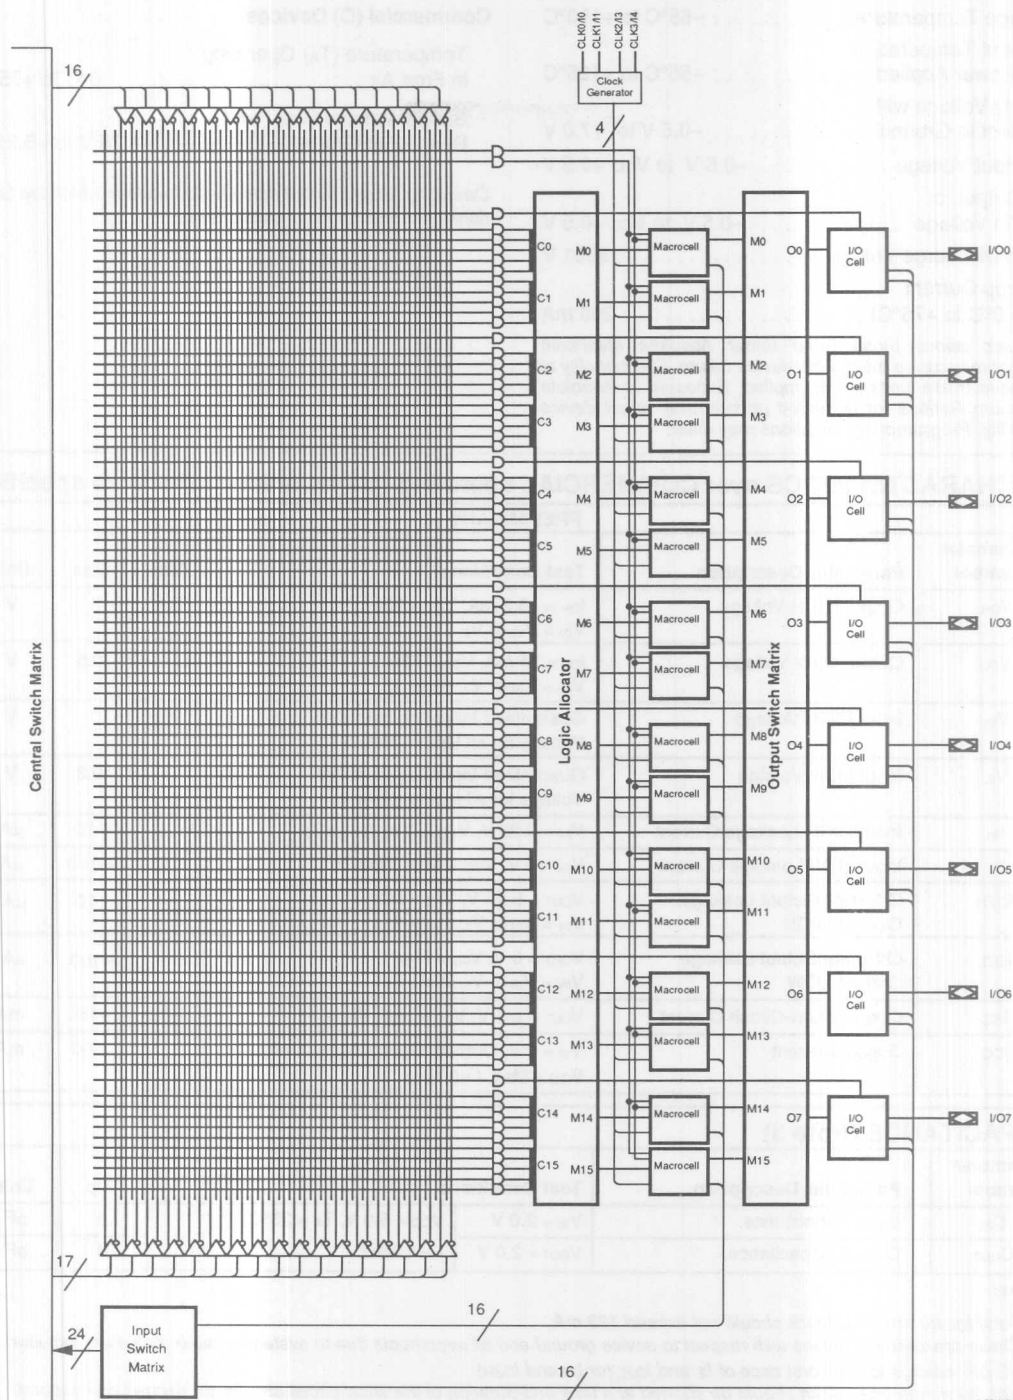 CLK0/I0
CLK1/I1
CLK2/I3
CLK3/I4
Clock
Generator
16
4
Central Switch Matrix
Logic Allocator
Output Switch Matrix
C0 M0 Macrocell M0 O0 I/O Cell I/O0
C1 M1 Macrocell M1
C2 M2 Macrocell M2 O1 I/O Cell I/O1
C3 M3 Macrocell M3
C4 M4 Macrocell M4 O2 I/O Cell I/O2
C5 M5 Macrocell M5
C6 M6 Macrocell M6 O3 I/O Cell I/O3
C7 M7 Macrocell M7
C8 M8 Macrocell M8 O4 I/O Cell I/O4
C9 M9 Macrocell M9
C10 M10 Macrocell M10 O5 I/O Cell I/O5
C11 M11 Macrocell M11
C12 M12 Macrocell M12 O6 I/O Cell I/O6
C13 M13 Macrocell M13
C14 M14 Macrocell M14 O7 I/O Cell I/O7
C15 M15 Macrocell M15
17
24
Input
Switch
Matrix
16
16